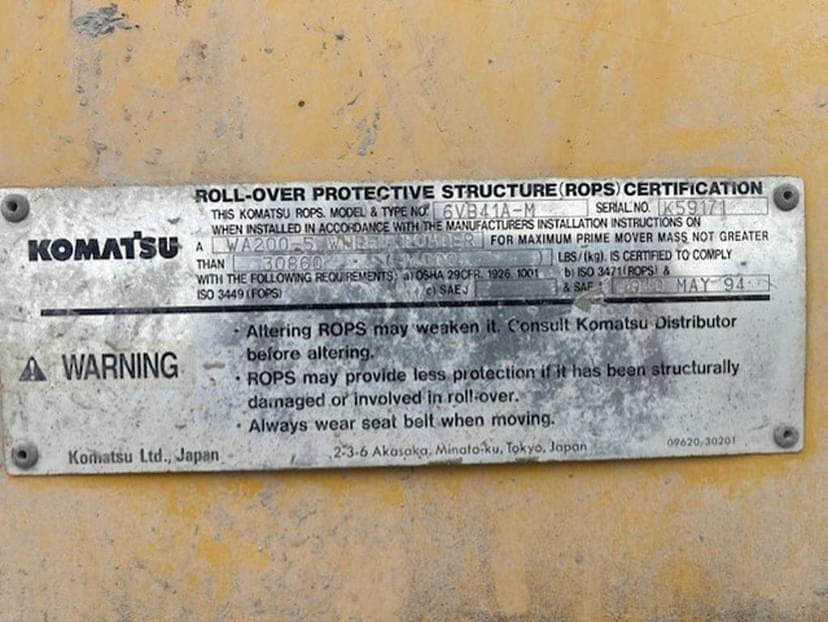 ROLL-OVER PROTECTIVE STRUCTURE(ROPS)CERTIFICATION
THIS KOMATSU ROPS. MODEL & TYPE NO. 6VB41A-M SERIAL NO. K59171
WHEN INSTALLED IN ACCORDANCE WITH THE MANUFACTURERS INSTALLATION INSTRUCTIONS ON
KOMATSU
A WA200-5 WHEEL LOADER FOR MAXIMUM PRIME MOVER MASS NOT GREATER
THAN 30860 LBS/(kg). IS CERTIFIED TO COMPLY
WITH THE FOLLOWING REQUIREMENTS) a)OSHA 29CFR. 1926. 1001 b) ISO 3471(ROPS) &
ISO 3449(FOPS) c) SAEJ & SAE J MAY 94
· Altering ROPS may weaken it. Consult Komatsu Distributor
before altering.
WARNING
· ROPS may provide less protection if it has been structurally
damaged or involved in roll-over.
· Always wear seat belt when moving.
Komatsu Ltd., Japan 2-3-6 Akasaka, Minato-ku, Tokyo, Japan 09620-30201